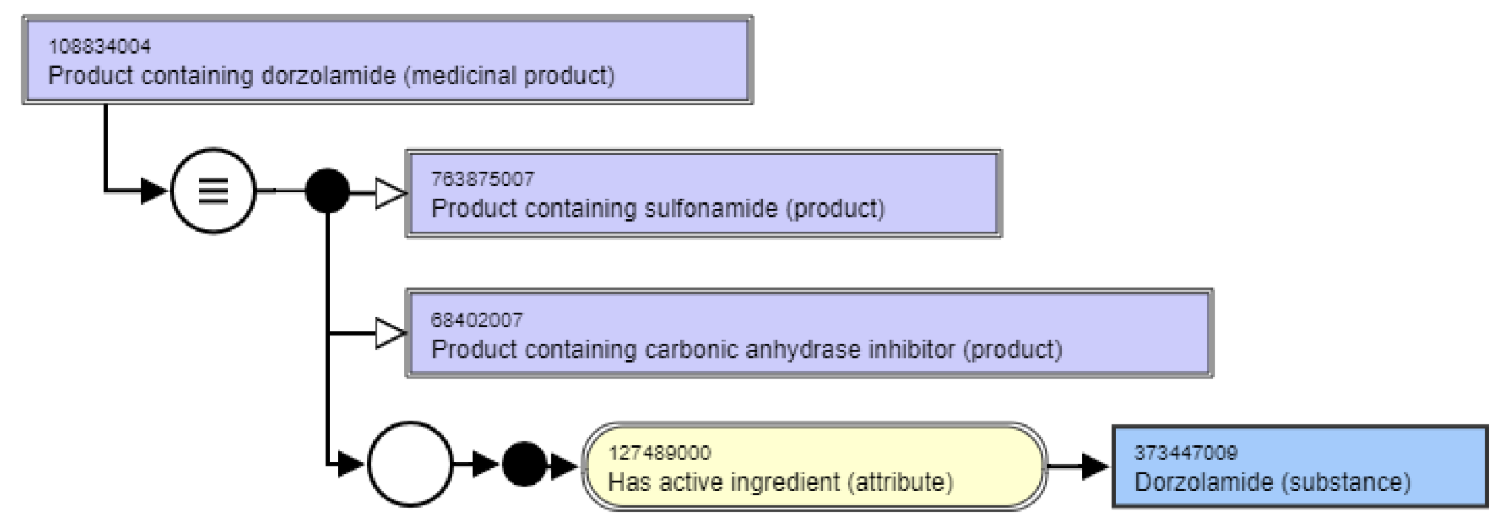 108834004
Product containing dorzolamide (medicinal product)
763875007
Product containing sulfonamide (product)
68402007
Product containing carbonic anhydrase inhibitor (product)
127489000
Has active ingredient (attribute)
373447009
Dorzolamide (substance)